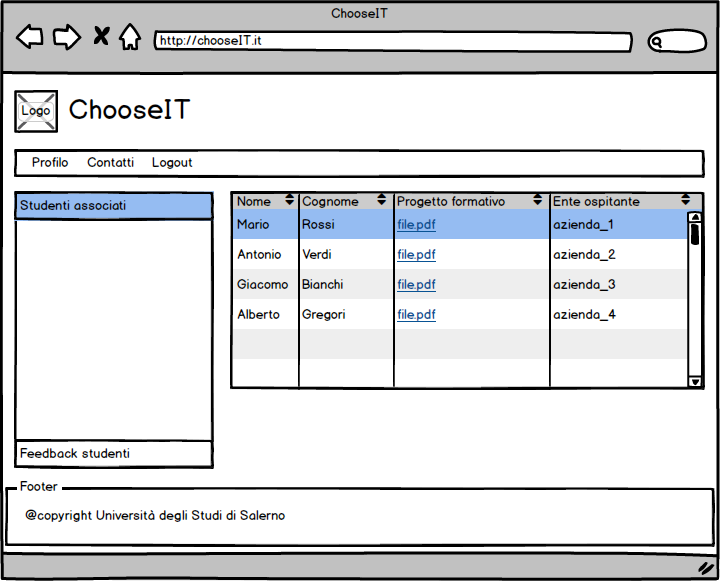 ChooseIT
http://chooseIT.it
Logo
ChooseIT
Profilo Contatti Logout
Studenti associati
Feedback studenti
Nome Cognome Progetto formativo Ente ospitante
Mario Rossi file.pdf azienda_1
Antonio Verdi file.pdf azienda_2
Giacomo Bianchi file.pdf azienda_3
Alberto Gregori file.pdf azienda_4
Footer
@copyright Università degli Studi di Salerno